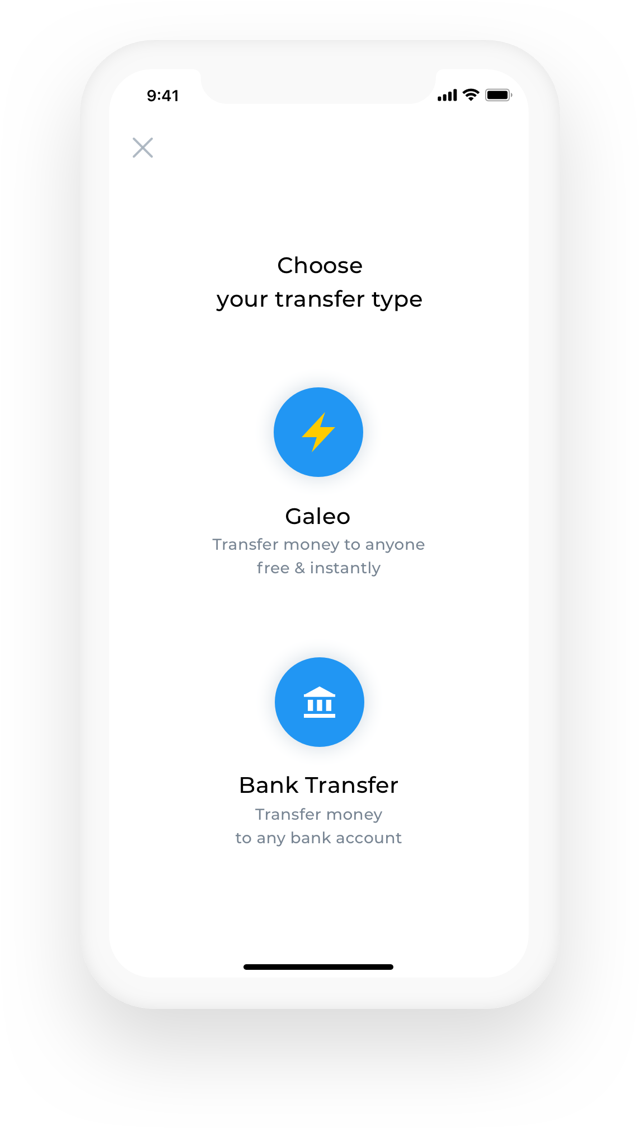 9:41
Choose
your transfer type
Galeo
Transfer money to anyone
free & instantly
Bank Transfer
Transfer money
to any bank account